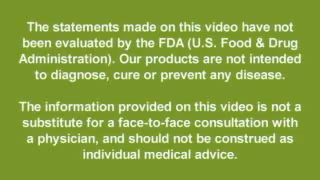 The statements made on this video have not
been evaluated by the FDA (U.S. Food & Drug
Administration). Our products are not intended
to diagnose, cure or prevent any disease.
The information provided on this video is not a
substitute for a face-to-face consultation with
a physician, and should not be construed as
individual medical advice.